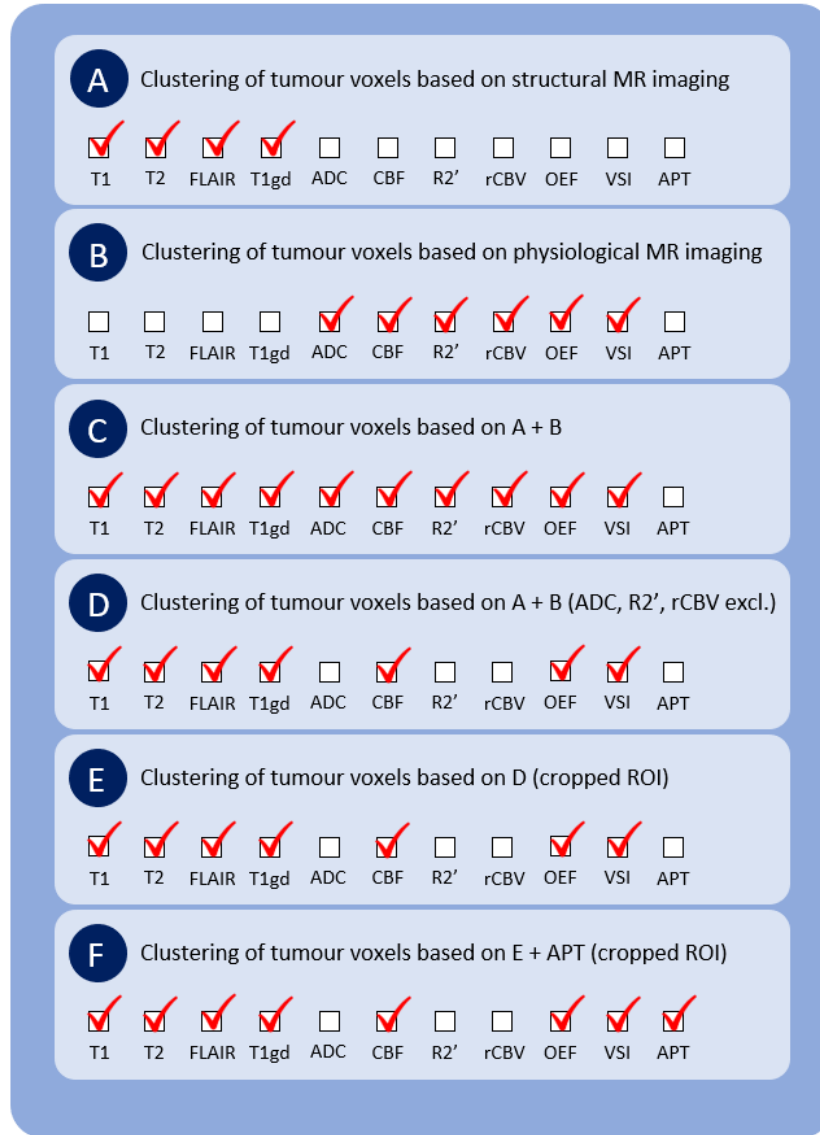 A Clustering of tumour voxels based on structural MR imaging
T1 T2 FLAIR T1gd ADC CBF R2' rCBV OEF VSI APT
B Clustering of tumour voxels based on physiological MR imaging
T1 T2 FLAIR T1gd ADC CBF R2' rCBV OEF VSI APT
C Clustering of tumour voxels based on A + B
T1 T2 FLAIR T1gd ADC CBF R2' rCBV OEF VSI APT
D Clustering of tumour voxels based on A + B (ADC, R2', rCBV excl.)
T1 T2 FLAIR T1gd ADC CBF R2' rCBV OEF VSI APT
E Clustering of tumour voxels based on D (cropped ROI)
T1 T2 FLAIR T1gd ADC CBF R2' rCBV OEF VSI APT
F Clustering of tumour voxels based on E + APT (cropped ROI)
T1 T2 FLAIR T1gd ADC CBF R2' rCBV OEF VSI APT